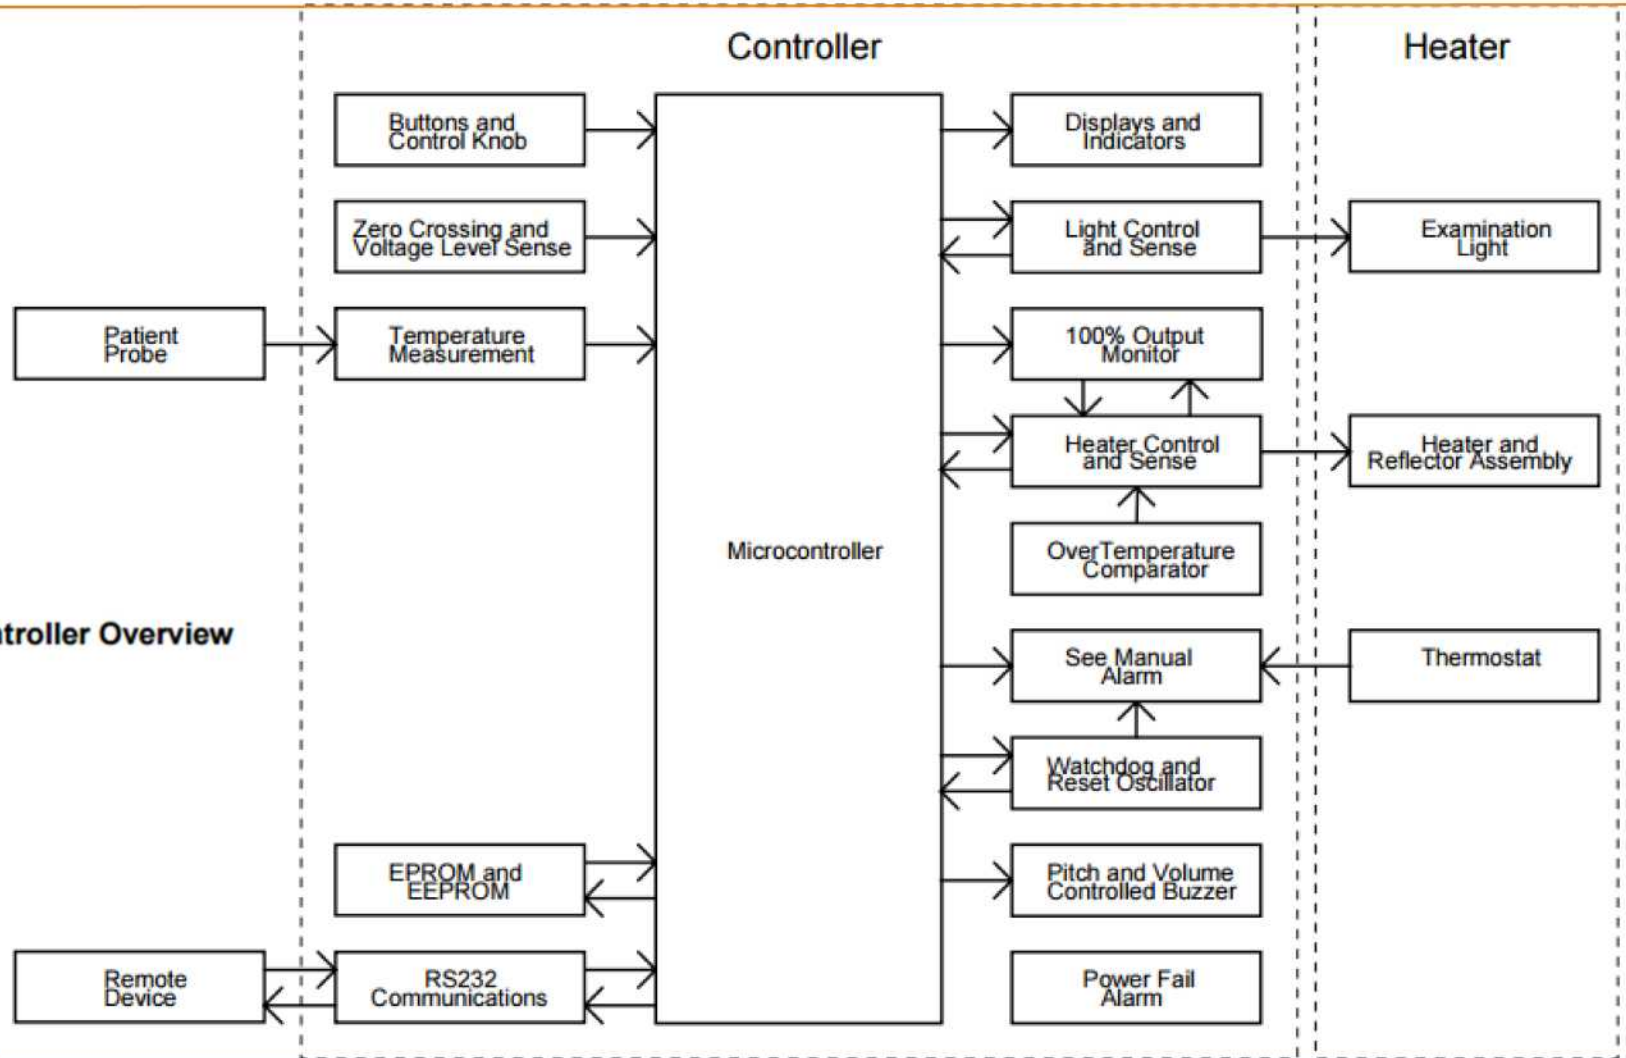 Controller
Heater
Buttons and
Control Knob
Displays and
Indicators
Zero Crossing and
Voltage Level Sense
Light Control
and Sense
Examination
Light
Patient
Probe
Temperature
Measurement
100% Output
Monitor
Heater Control
and Sense
Heater and
Reflector Assembly
Microcontroller
OverTemperature
Comparator
ntroller Overview
See Manual
Alarm
Thermostat
Watchdog and
Reset Oscillator
EPROM and
EEPROM
Pitch and Volume
Controlled Buzzer
Remote
Device
RS232
Communications
Power Fail
Alarm